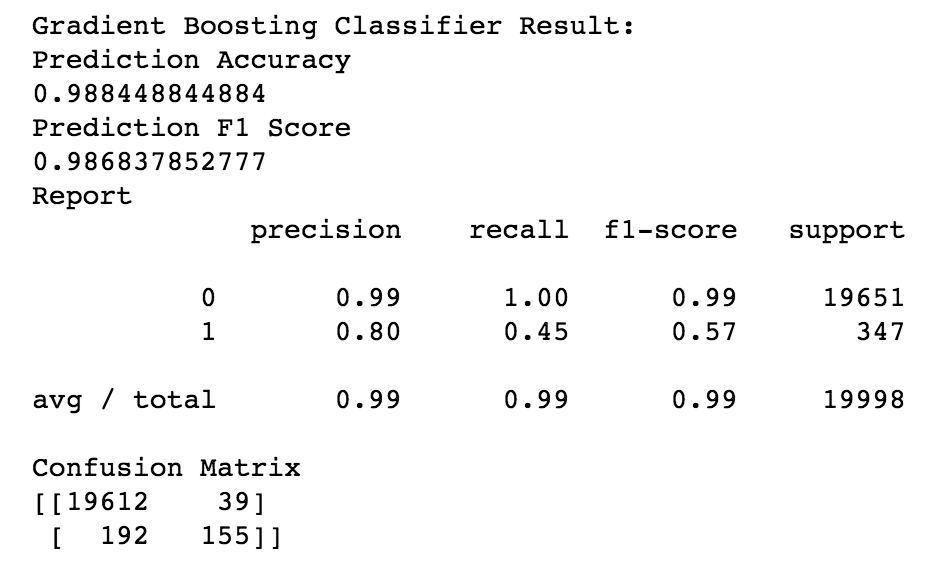 Gradient Boosting Classifier Result:
Prediction Accuracy
0.988448844884
Prediction F1 Score
0.986837852777
Report
precision recall f1-score support
0 0.99 1.00 0.99 19651
1 0.80 0.45 0.57 347
avg / total 0.99 0.99 0.99 19998
Confusion Matrix
[[19612 39]
[ 192 155]]